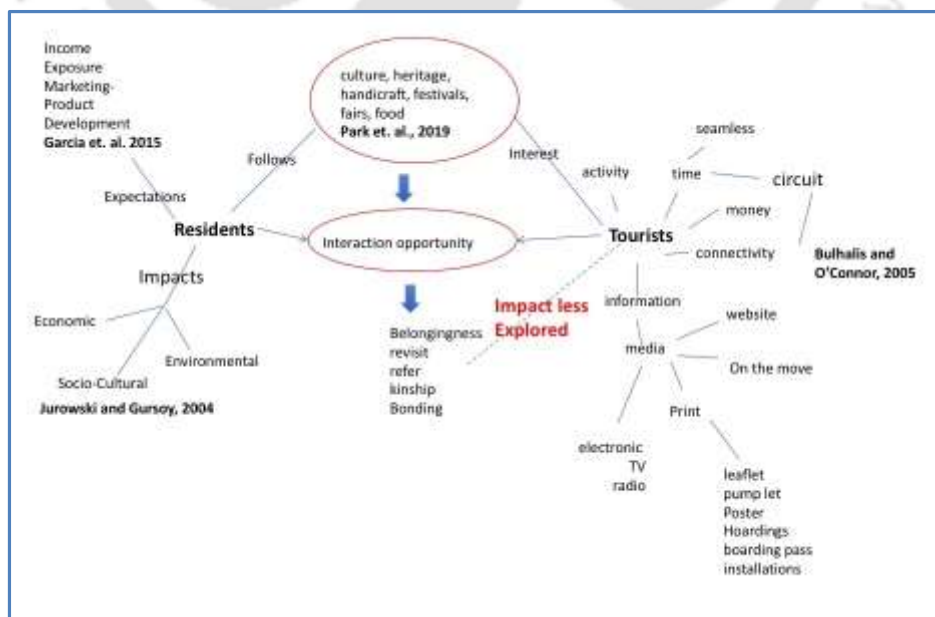 Income
Exposure
Marketing-
Product
Development
Garcia et. al. 2015
culture, heritage,
handicraft, festivals,
fairs, food
Park et. al., 2019
Follows
Interest
Expectations
Residents
Interaction opportunity
Tourists
activity
seamless
time
circuit
money
connectivity
Bulhalis and
O'Connor, 2005
Impacts
Economic
Environmental
Socio-Cultural
Jurowski and Gursoy, 2004
Impact less
Explored
Belongingness
revisit
refer
kinship
Bonding
information
website
media
On the move
Print
electronic
TV
radio
leaflet
pump let
Poster
Hoardings
boarding pass
installations